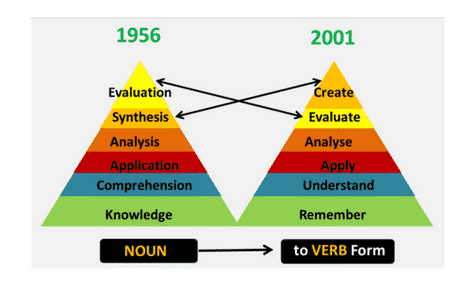 1956
2001
Evaluation
Synthesis
Analysis
Application
Comprehension
Knowledge
Create
Evaluate
Analyse
Apply
Understand
Remember
NOUN
to VERB Form